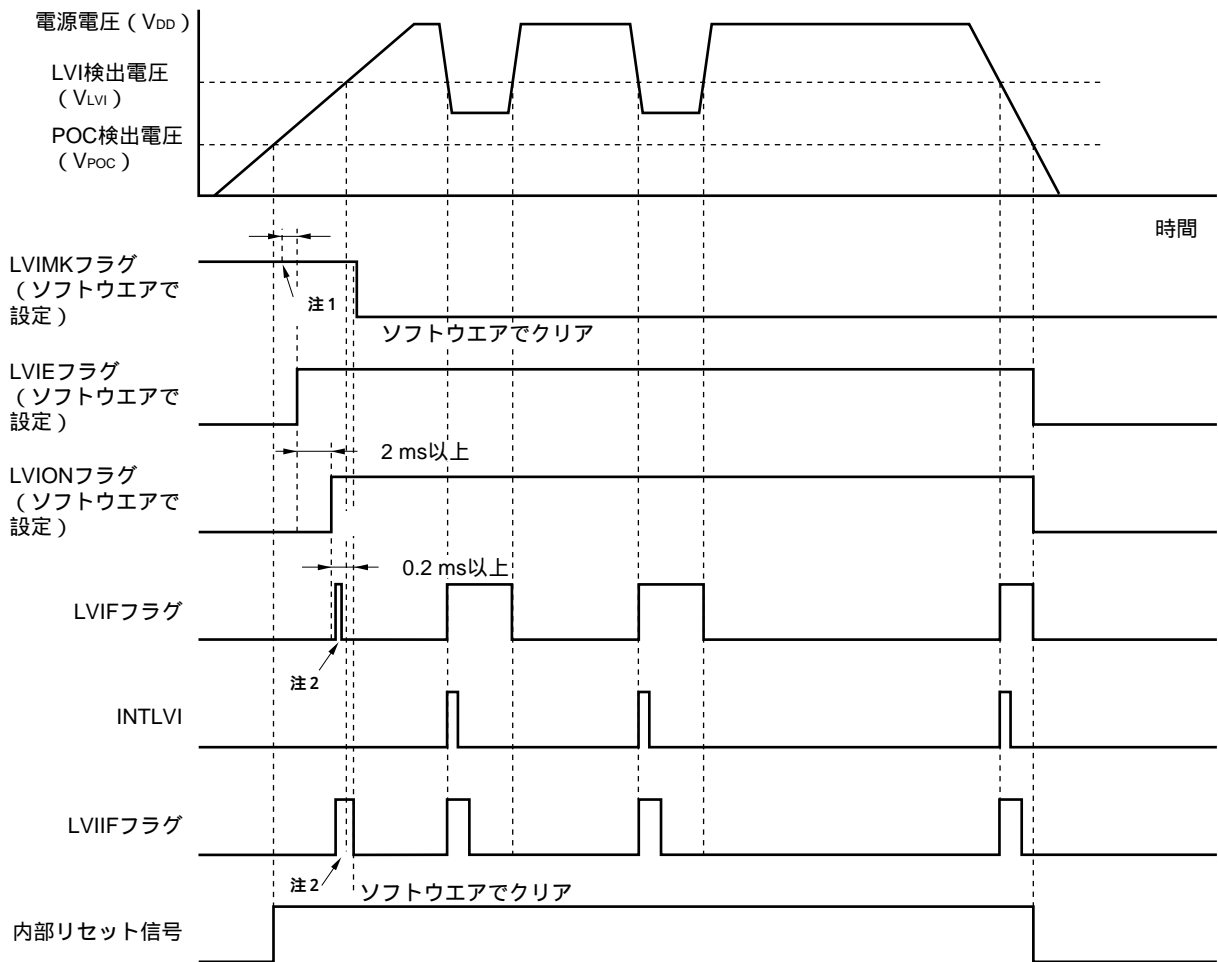 電源電圧（VDD）
LVI検出電圧
（VLVI）
POC検出電圧
（VPOC）
時間
LVIMKフラグ
（ソフトウエアで
設定）
注1
ソフトウエアでクリア
LVIEフラグ
（ソフトウエアで
設定）
2 ms以上
LVIONフラグ
（ソフトウエアで
設定）
0.2 ms以上
LVIFフラグ
注2
INTLVI
LVIIFフラグ
注2
ソフトウエアでクリア
内部リセット信号